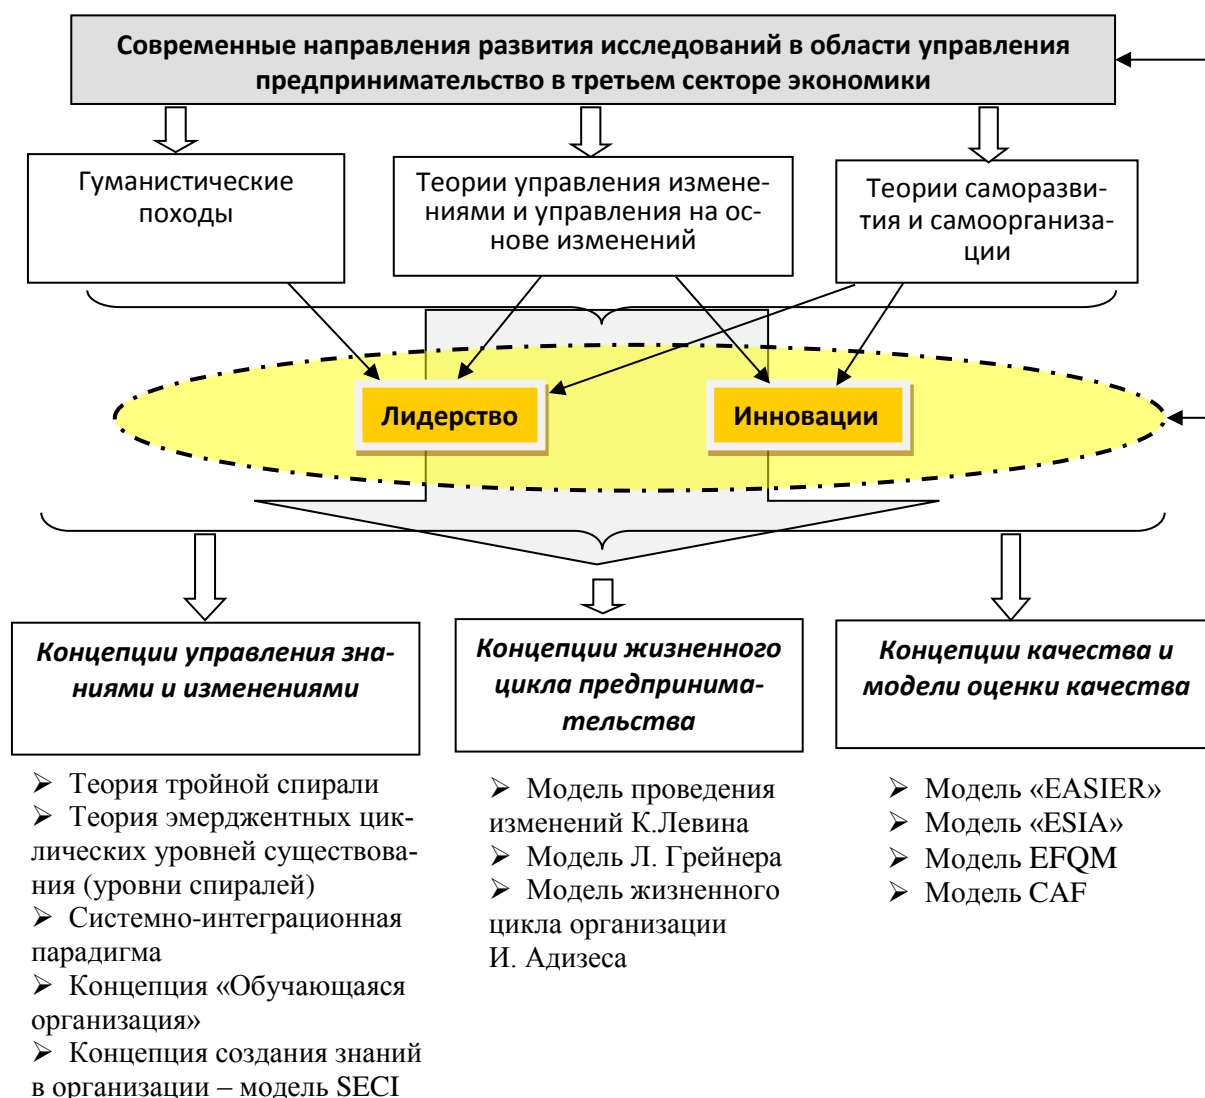 Современные направления развития исследований в области управления
предпринимательство в третьем секторе экономики
Гуманистические
походы
Теории управления измене-
ниями и управления на ос-
нове изменений
Теории саморазви-
тия и самоорганиза-
ции
Лидерство
Инновации
Концепции управления зна-
ниями и изменениями
Концепции жизненного
цикла предпринима-
тельства
Концепции качества и
модели оценки качества
➢ Теория тройной спирали
➢ Теория эмерджентных цик-
лических уровней существова-
ния (уровни спиралей)
➢ Системно-интеграционная
парадигма
➢ Концепция «Обучающаяся
организация»
➢ Концепция создания знаний
в организации – модель SECI
➢ Модель проведения
изменений К.Левина
➢ Модель Л. Грейнера
➢ Модель жизненного
цикла организации
И. Адизеса
➢ Модель «EASIER»
➢ Модель «ESIA»
➢ Модель EFQM
➢ Модель CAF